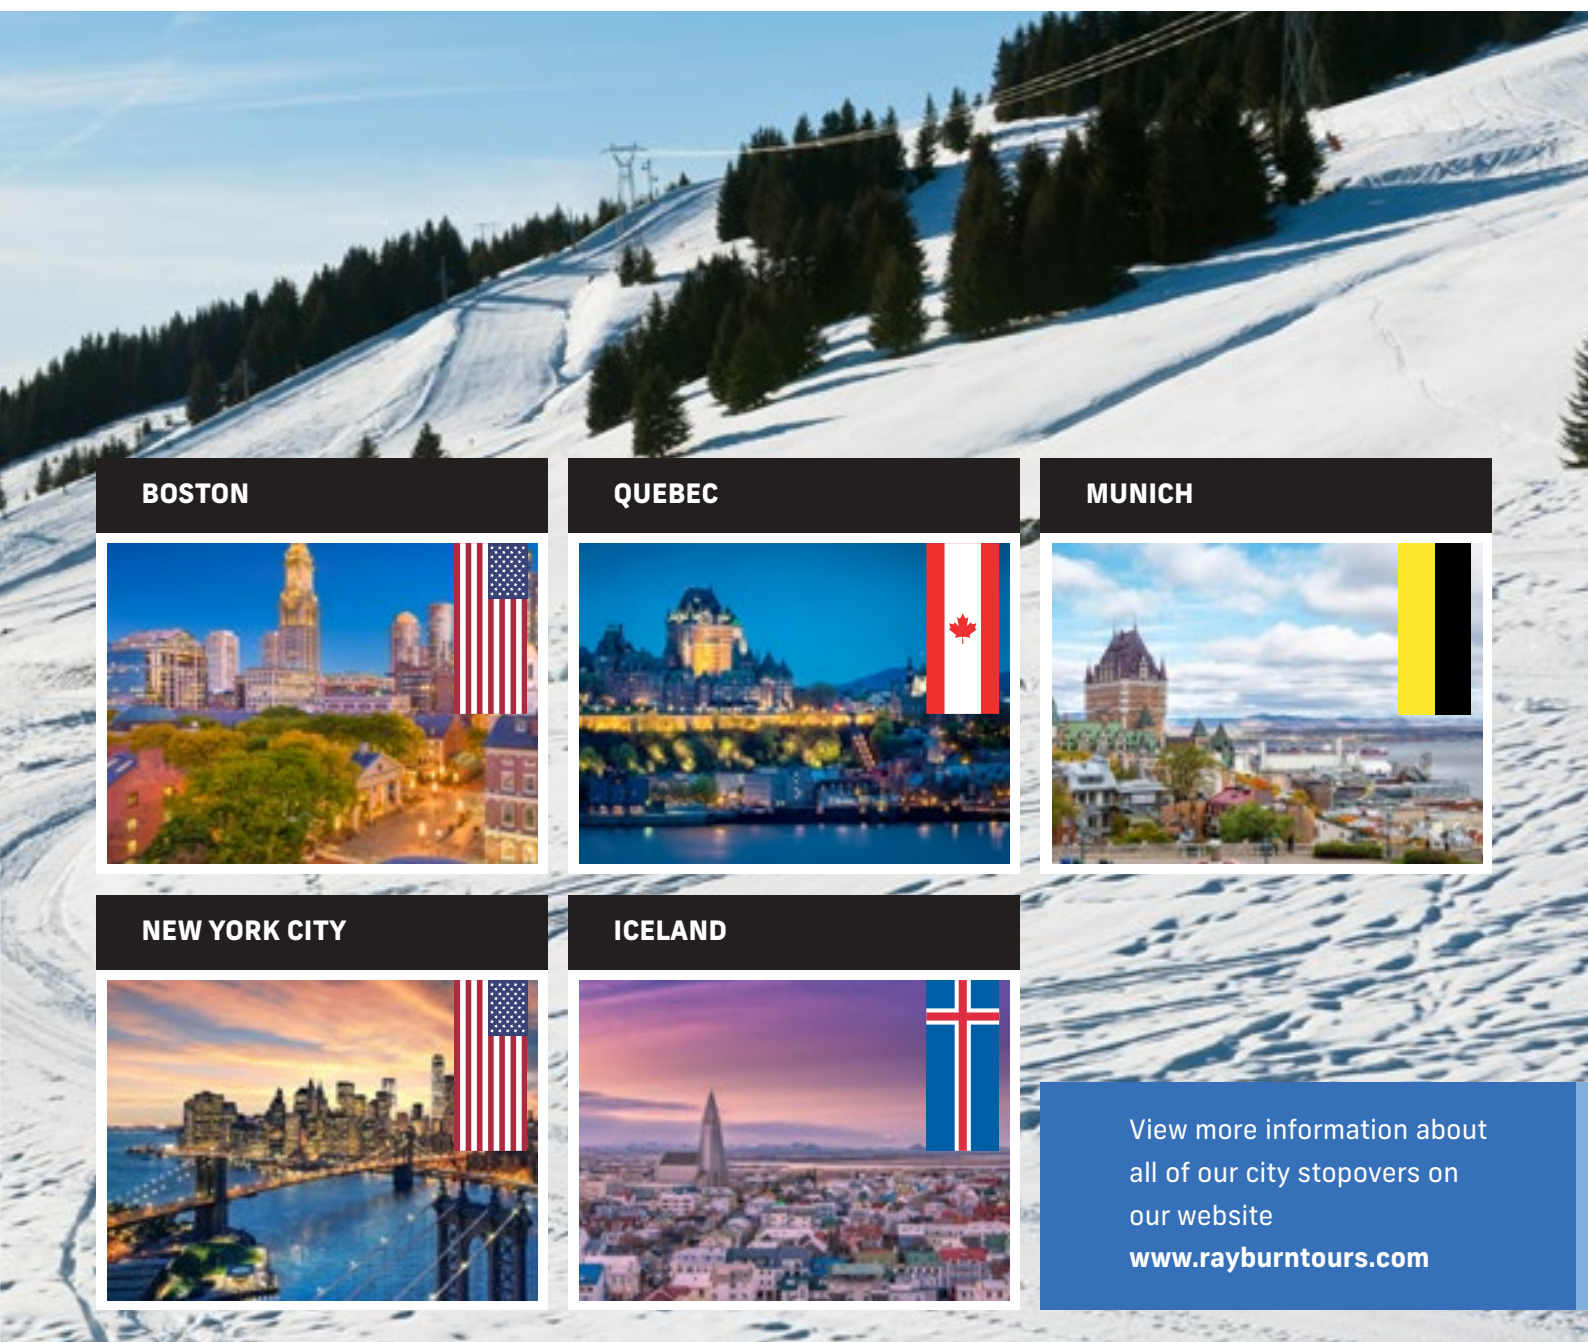 BOSTON
QUEBEC
MUNICH
NEW YORK CITY
ICELAND
View more information about
all of our city stopovers on
our website
www.rayburntours.com